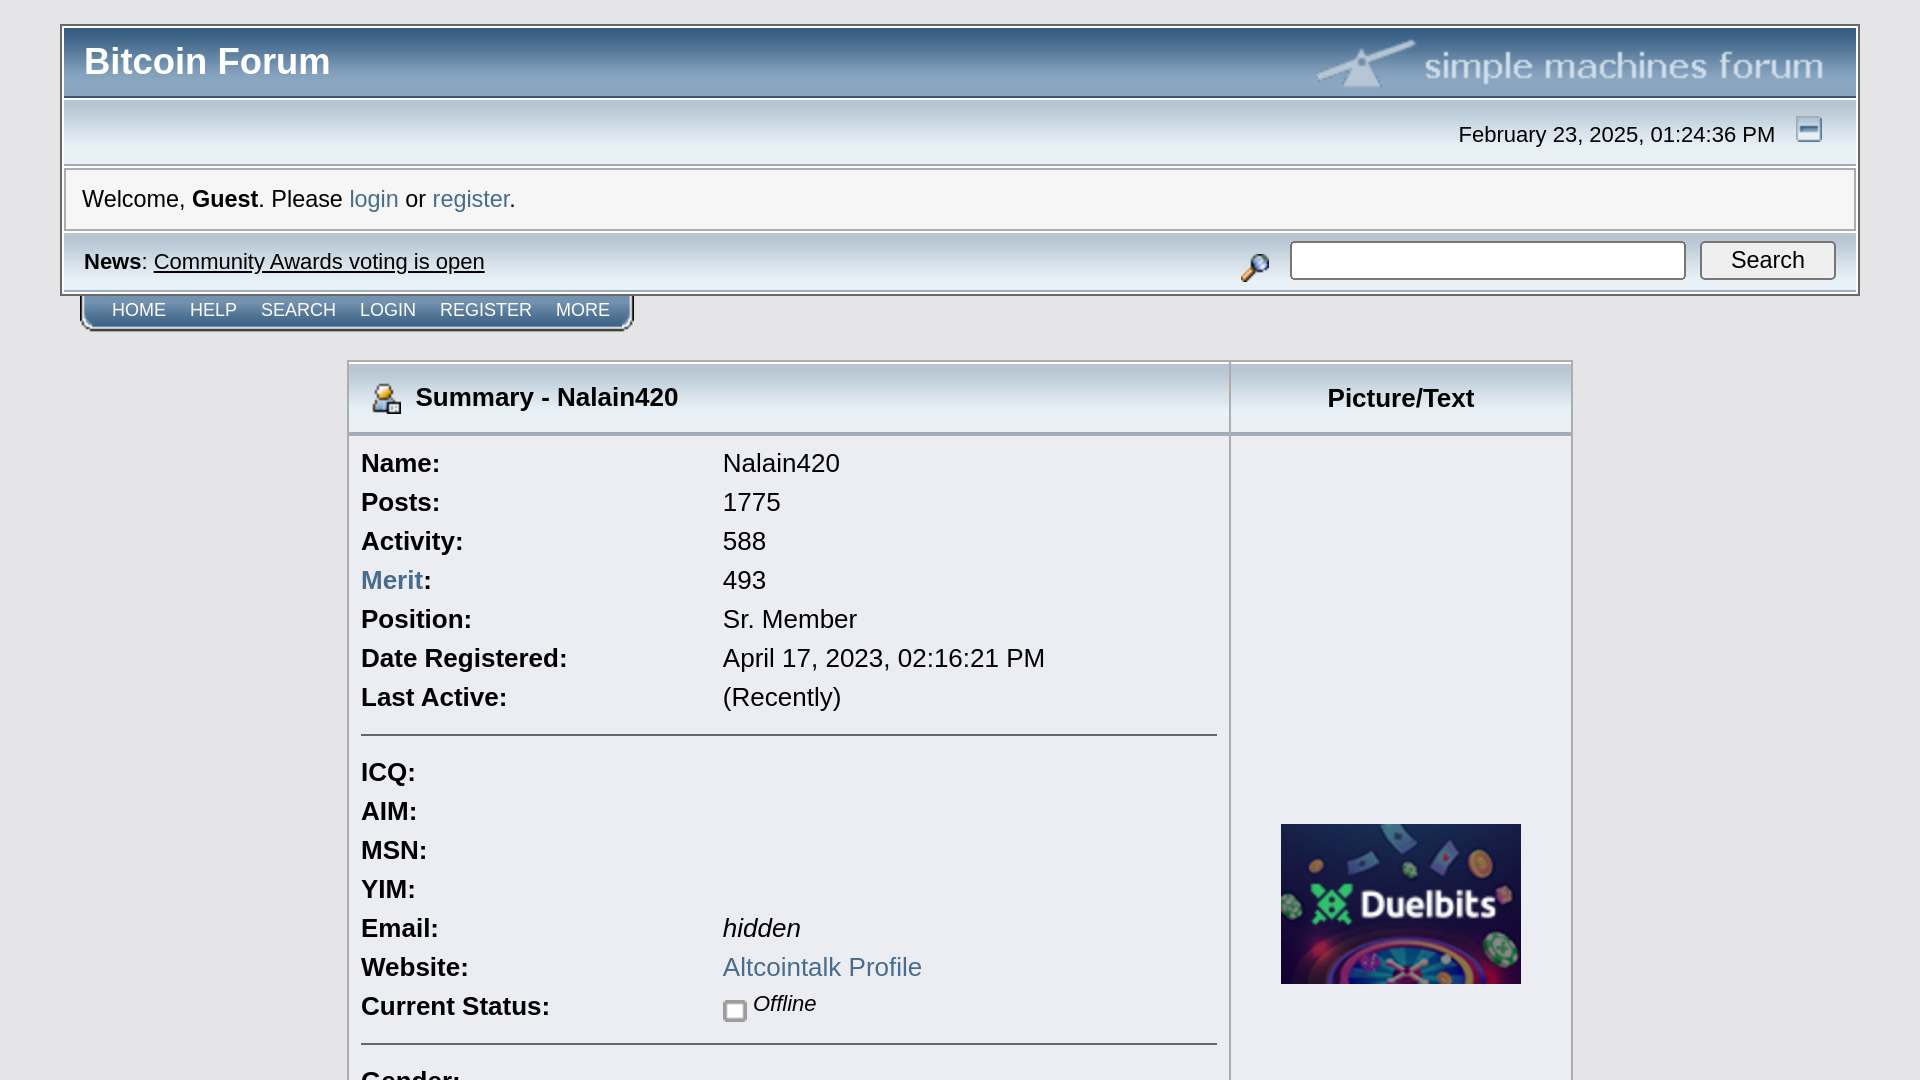 Bitcoin Forum
simple machines forum
February 23, 2025, 01:24:36 PM
Welcome, Guest. Please login or register.
News: Community Awards voting is open
Search
HOME HELP SEARCH LOGIN REGISTER MORE
Summary - Nalain420
Picture/Text
Name: Nalain420
Posts: 1775
Activity: 588
Merit: 493
Position: Sr. Member
Date Registered: April 17, 2023, 02:16:21 PM
Last Active: (Recently)
ICQ:
AIM:
MSN:
YIM:
Email: hidden
Website: Altcointalk Profile
Current Status: Offline
Duelbits
Gender: